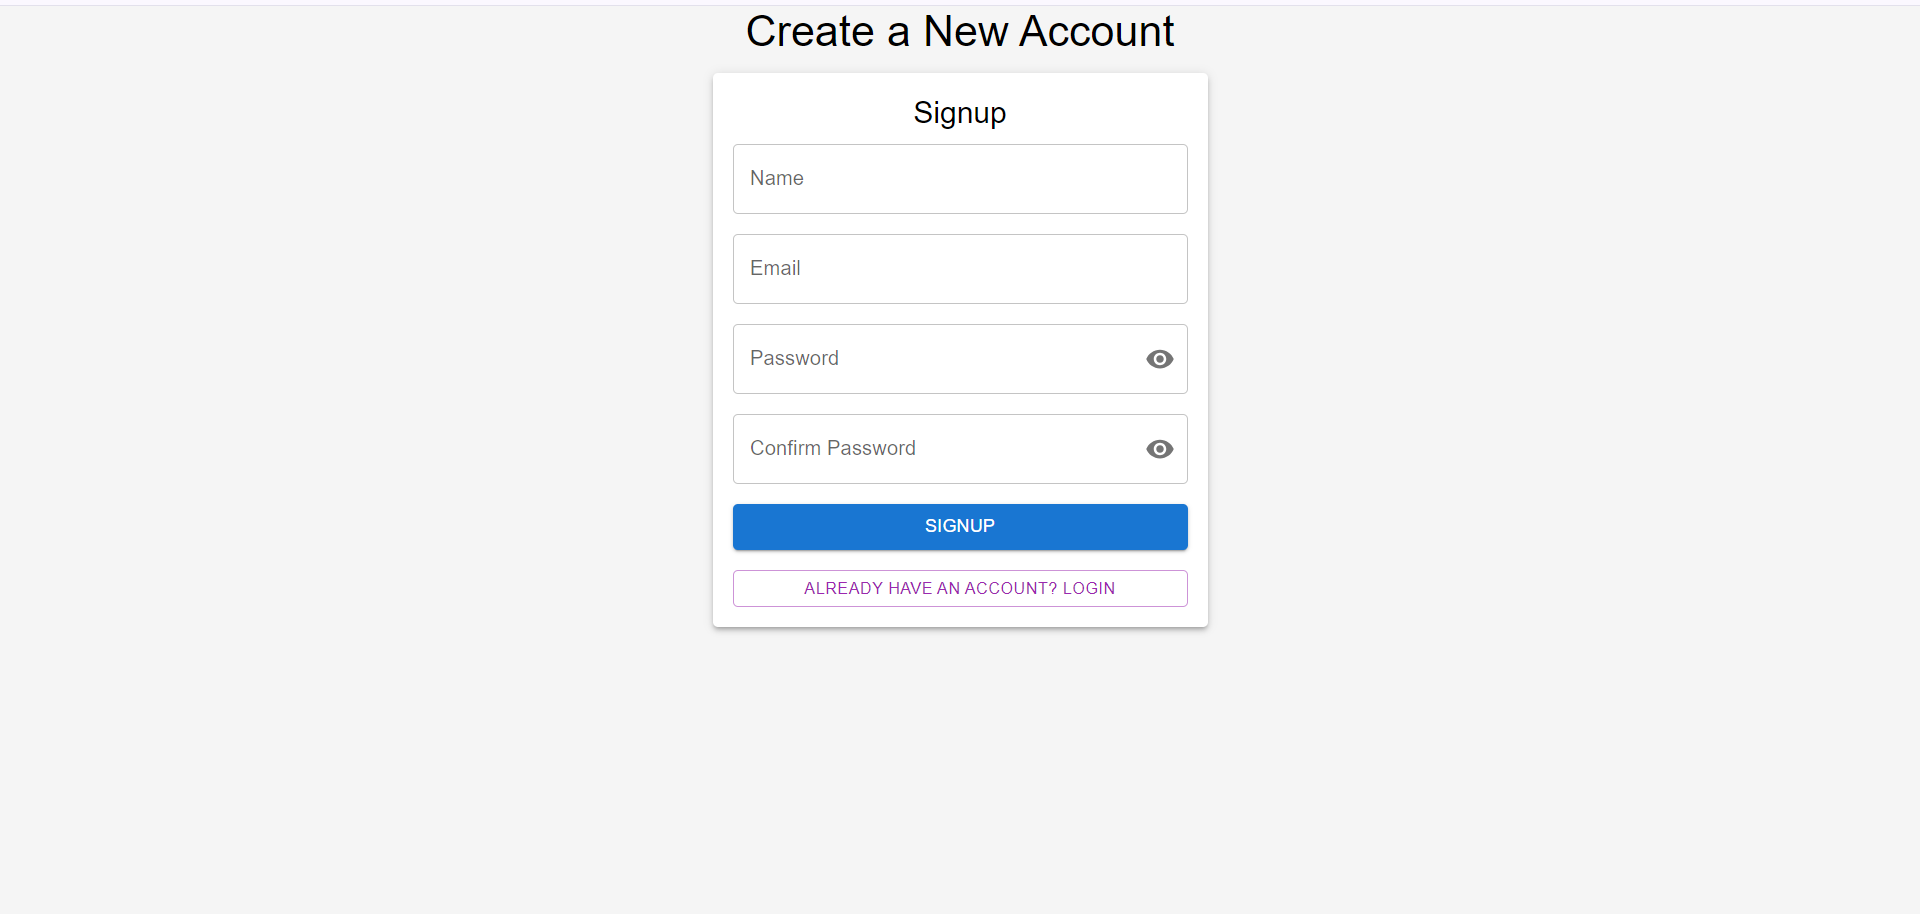 Create a New Account
Signup
Name
Email
Password
Confirm Password
SIGNUP
ALREADY HAVE AN ACCOUNT? LOGIN